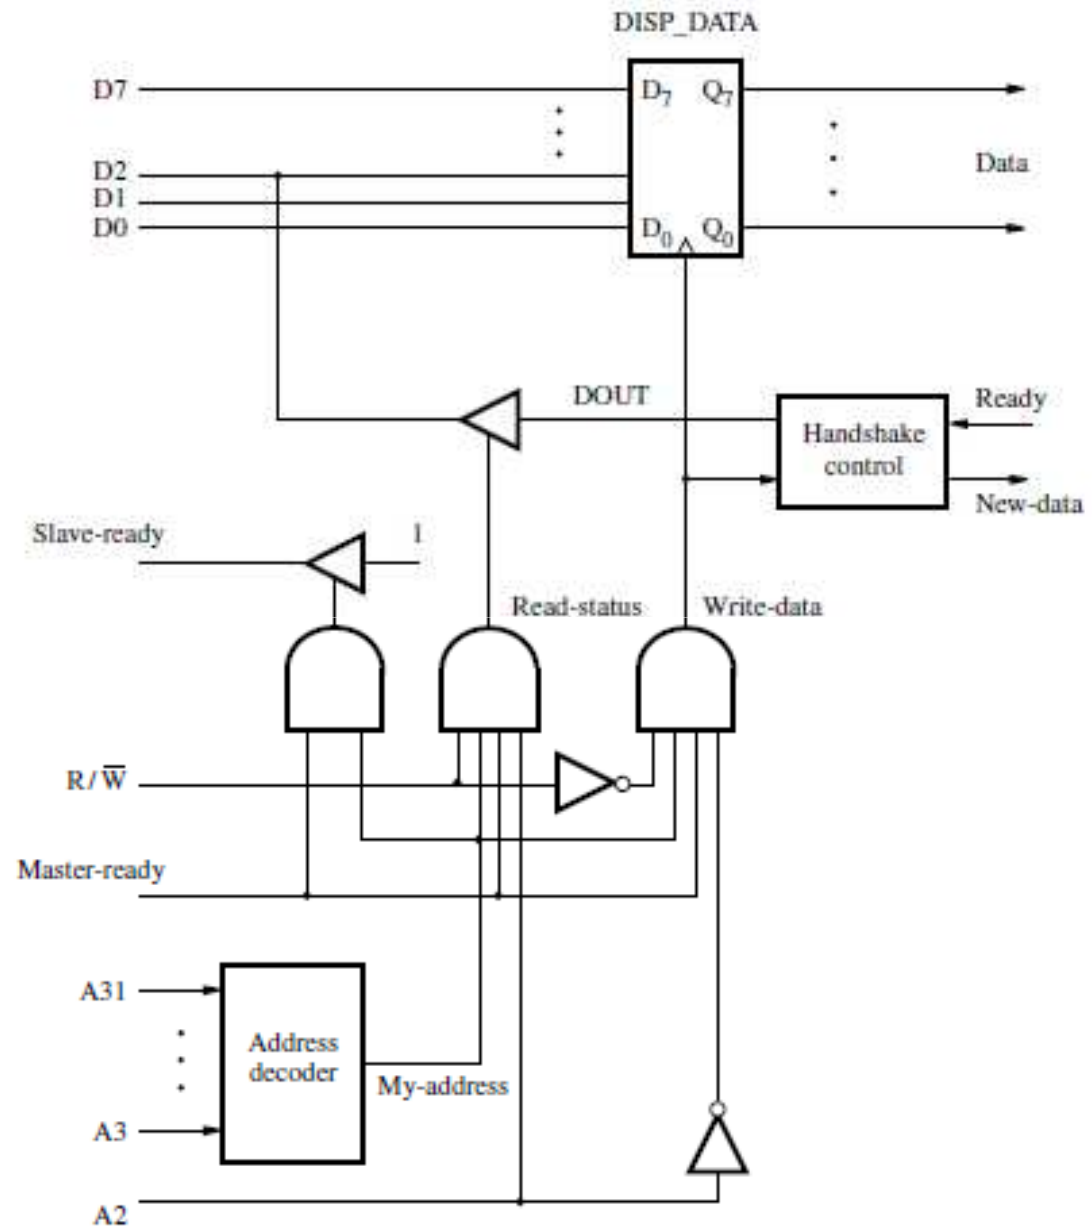 DISP_DATA
D7
D7 Q7
D2
D1
D0
D0 Q0
Data
DOUT
Ready
Handshake
control
New-data
Slave-ready
1
Read-status
Write-data
R/W̅
Master-ready
A31
Address
decoder
My-address
A3
A2